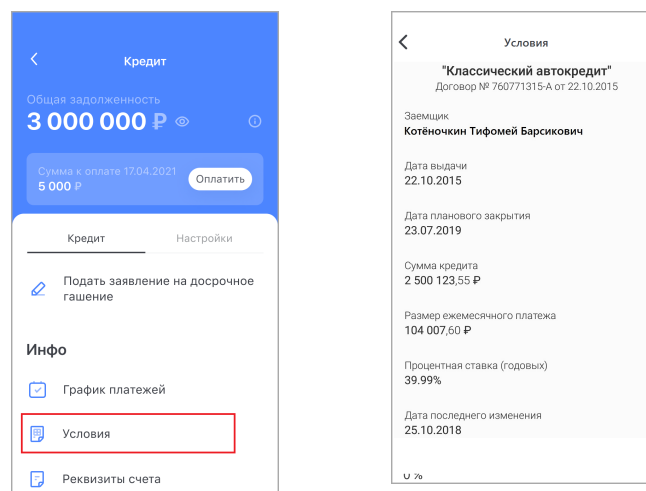 Кредит
Общая задолженность
3 000 000 ₽
Сумма к оплате 17.04.2021
5 000 ₽
Оплатить
Кредит
Настройки
Подать заявление на досрочное
гашение
Инфо
График платежей
Условия
Реквизиты счета
Условия
"Классический автокредит"
Договор № 760771315-А от 22.10.2015
Заемщик
Котёночкин Тифомей Барсикович
Дата выдачи
22.10.2015
Дата планового закрытия
23.07.2019
Сумма кредита
2 500 123,55 ₽
Размер ежемесячного платежа
104 007,60 ₽
Процентная ставка (годовых)
39.99%
Дата последнего изменения
25.10.2018